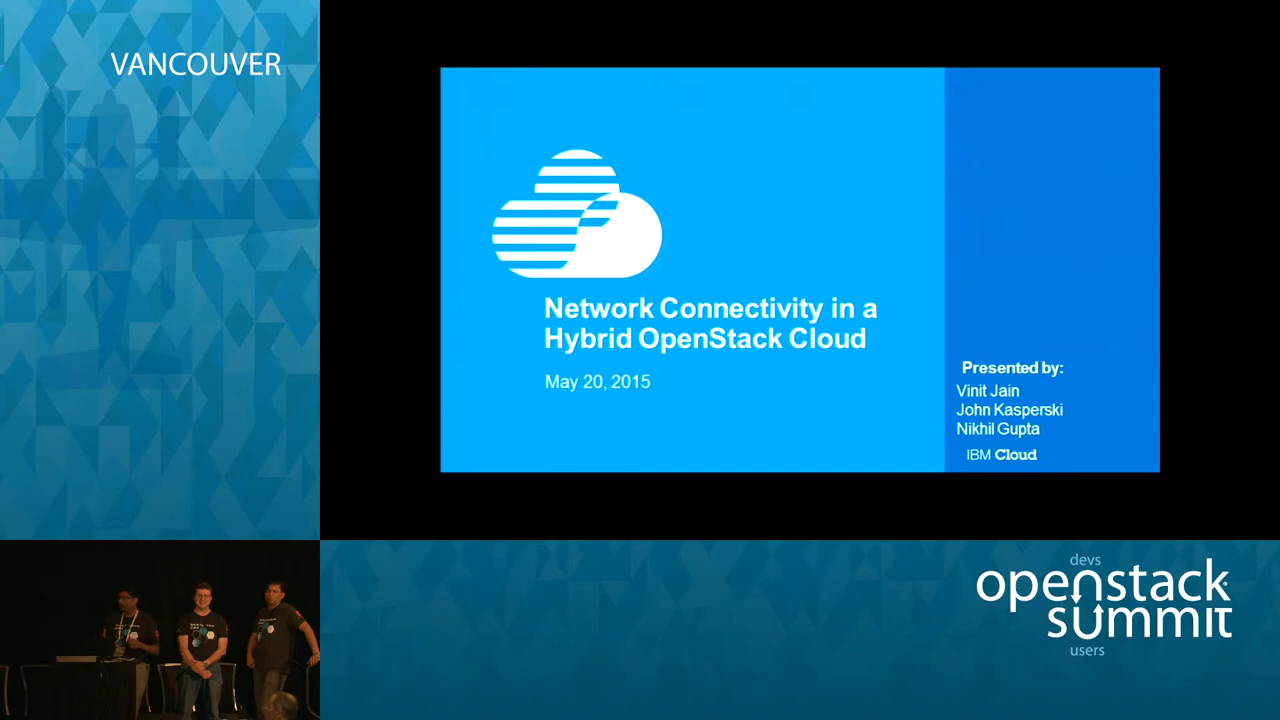 VANCOUVER
Network Connectivity in a
Hybrid OpenStack Cloud
May 20, 2015
Presented by:
Vinit Jain
John Kasperski
Nikhil Gupta
IBM Cloud
devs
openstack
summit
users